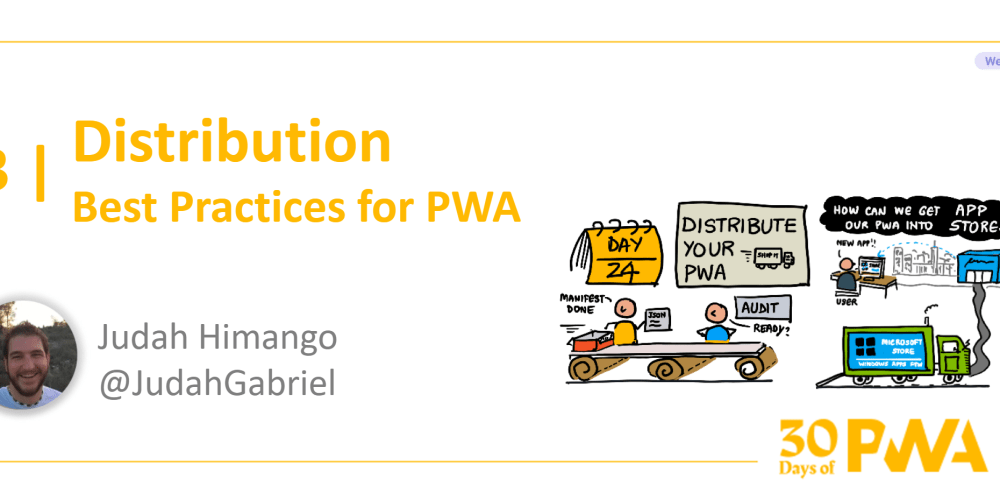 We
3 |
Distribution
Best Practices for PWA
Judah Himango
@JudahGabriel
DAY
24
DISTRIBUTE
YOUR
PWA
SHIP IT
MANIFEST
DONE
JSON
AUDIT
READY?
HOW CAN WE GET APP
OUR PWA INTO STORES
NEW APP!!
USER
MICROSOFT
STORE
WINDOWS APPS
30
Days of
PWA